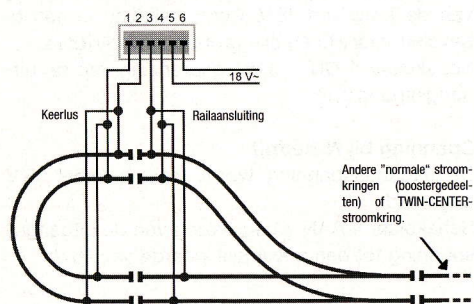 1 2 3 4 5 6
18 V~
Keerlus
Railaansluiting
Andere "normale" stroom-
kringen (boostergedeel-
ten) of TWIN-CENTER-
stroomkring.